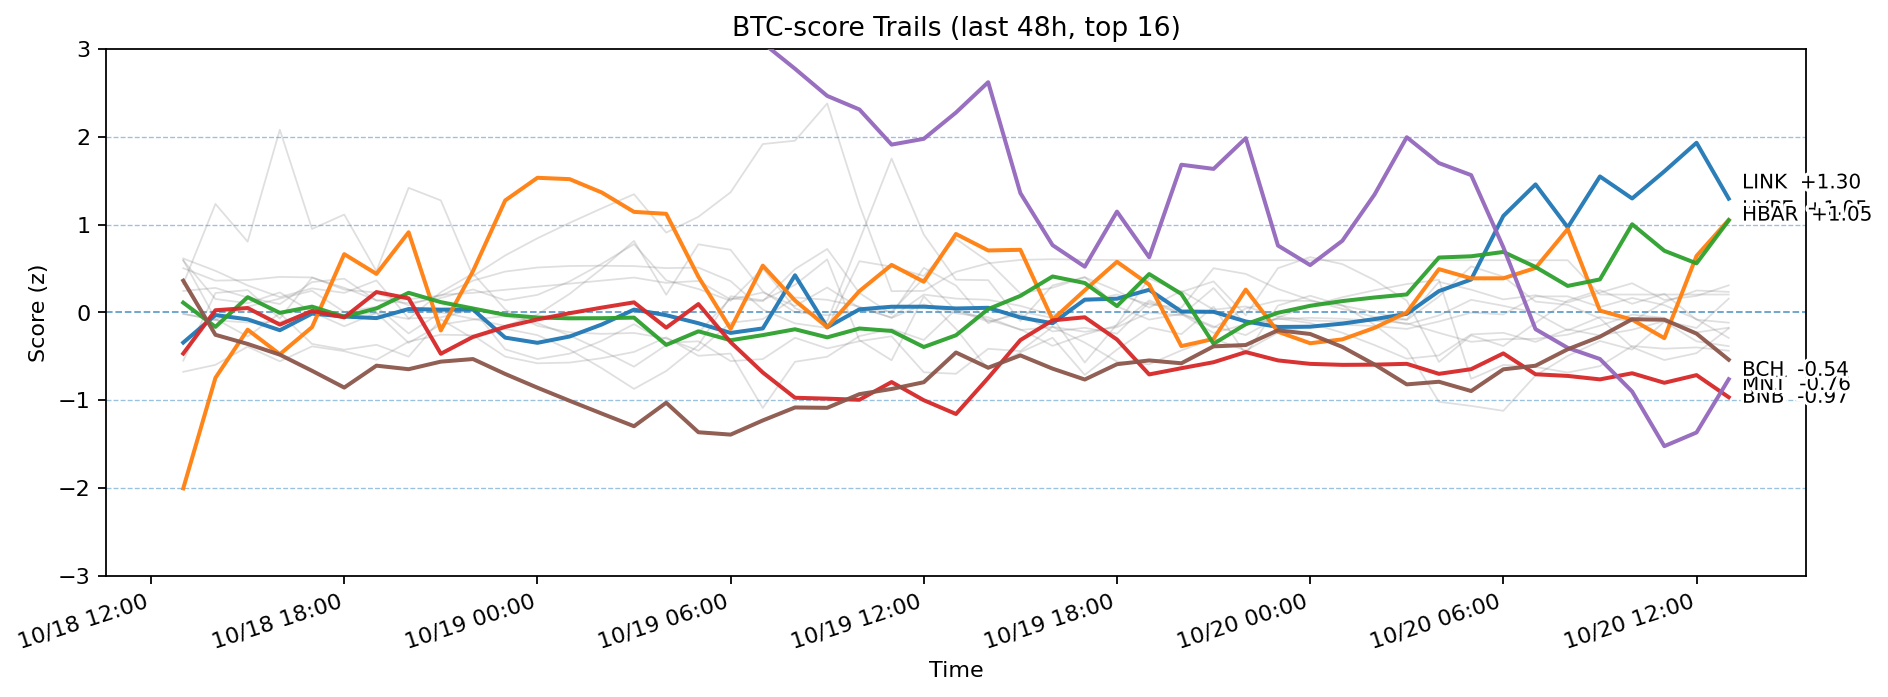 BTC-score Trails (last 48h, top 16)
Score (z)
3
2
1
0
−1
−2
−3
LINK +1.30
HBAR +1.05
BCH -0.54
MNT -0.76
BNB -0.97
10/18 12:00
10/18 18:00
10/19 00:00
10/19 06:00
10/19 12:00
10/19 18:00
10/20 00:00
10/20 06:00
10/20 12:00
Time